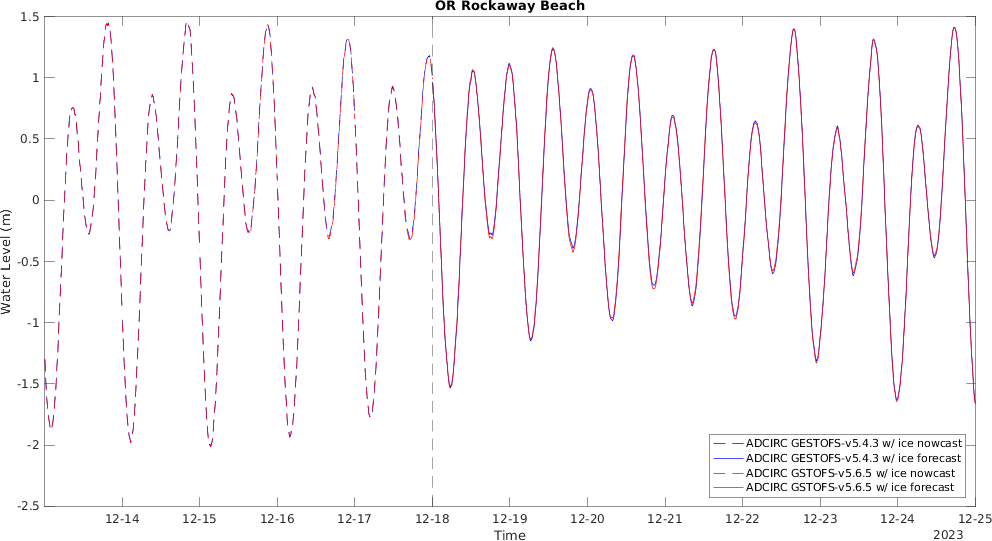 OR Rockaway Beach
1.5
1
0.5
0
-0.5
-1
-1.5
-2
-2.5
Water Level (m)
ADCIRC GESTOFS-v5.4.3 w/ ice nowcast
ADCIRC GESTOFS-v5.4.3 w/ ice forecast
ADCIRC GSTOFS-v5.6.5 w/ ice nowcast
ADCIRC GSTOFS-v5.6.5 w/ ice forecast
12-14 12-15 12-16 12-17 12-18 12-19 12-20 12-21 12-22 12-23 12-24 12-25
Time
2023